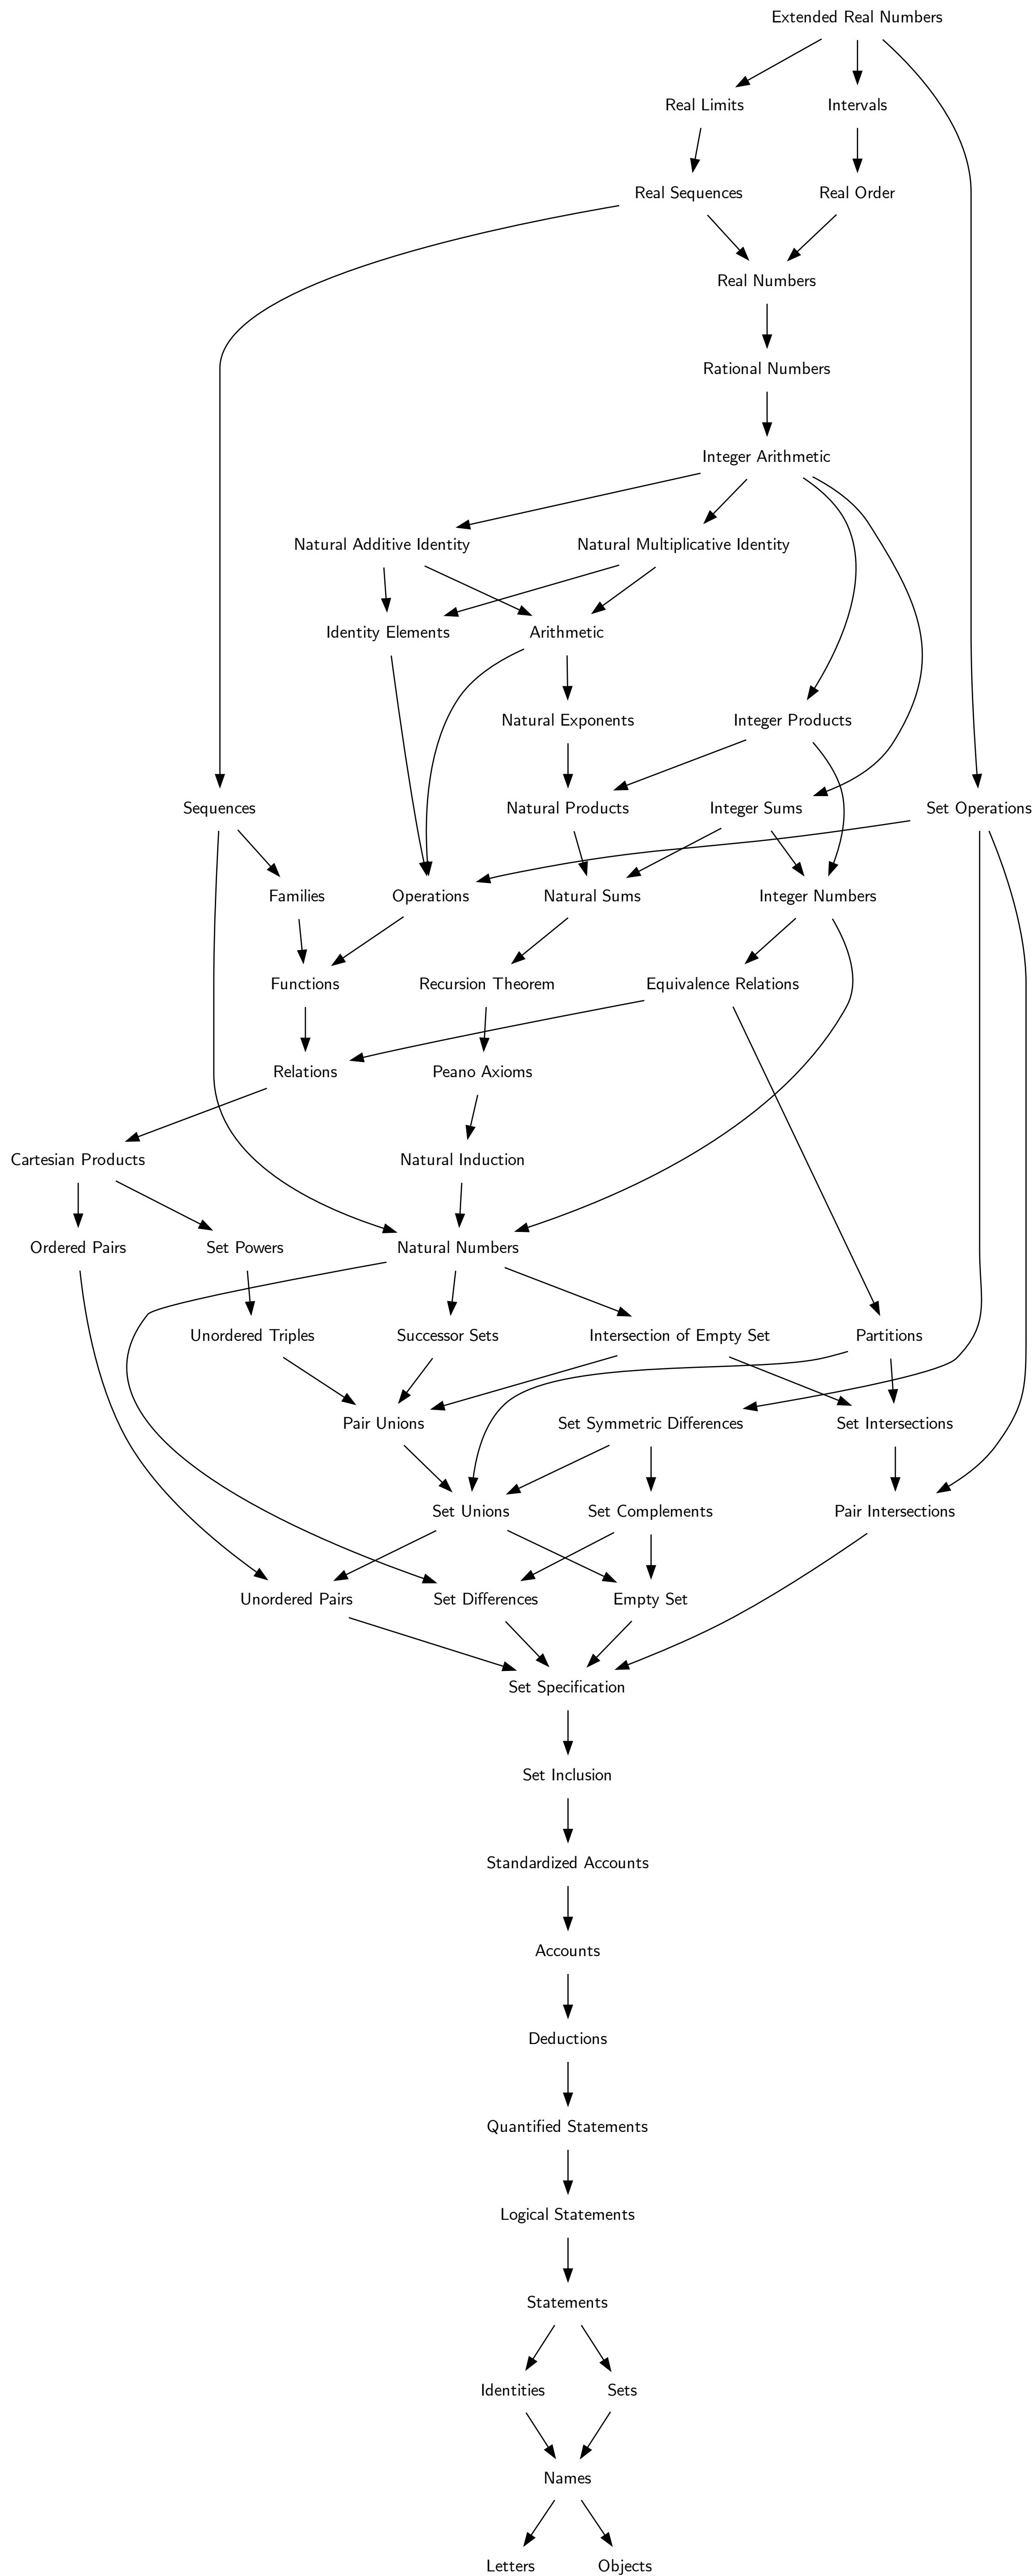 Extended Real Numbers
Real Limits
Intervals
Real Sequences
Real Order
Real Numbers
Rational Numbers
Integer Arithmetic
Natural Additive Identity
Natural Multiplicative Identity
Identity Elements
Arithmetic
Natural Exponents
Integer Products
Sequences
Natural Products
Integer Sums
Set Operations
Families
Operations
Natural Sums
Integer Numbers
Functions
Recursion Theorem
Equivalence Relations
Relations
Peano Axioms
Cartesian Products
Natural Induction
Ordered Pairs
Set Powers
Natural Numbers
Unordered Triples
Successor Sets
Intersection of Empty Set
Partitions
Pair Unions
Set Symmetric Differences
Set Intersections
Set Unions
Set Complements
Pair Intersections
Unordered Pairs
Set Differences
Empty Set
Set Specification
Set Inclusion
Standardized Accounts
Accounts
Deductions
Quantified Statements
Logical Statements
Statements
Identities
Sets
Names
Letters
Objects